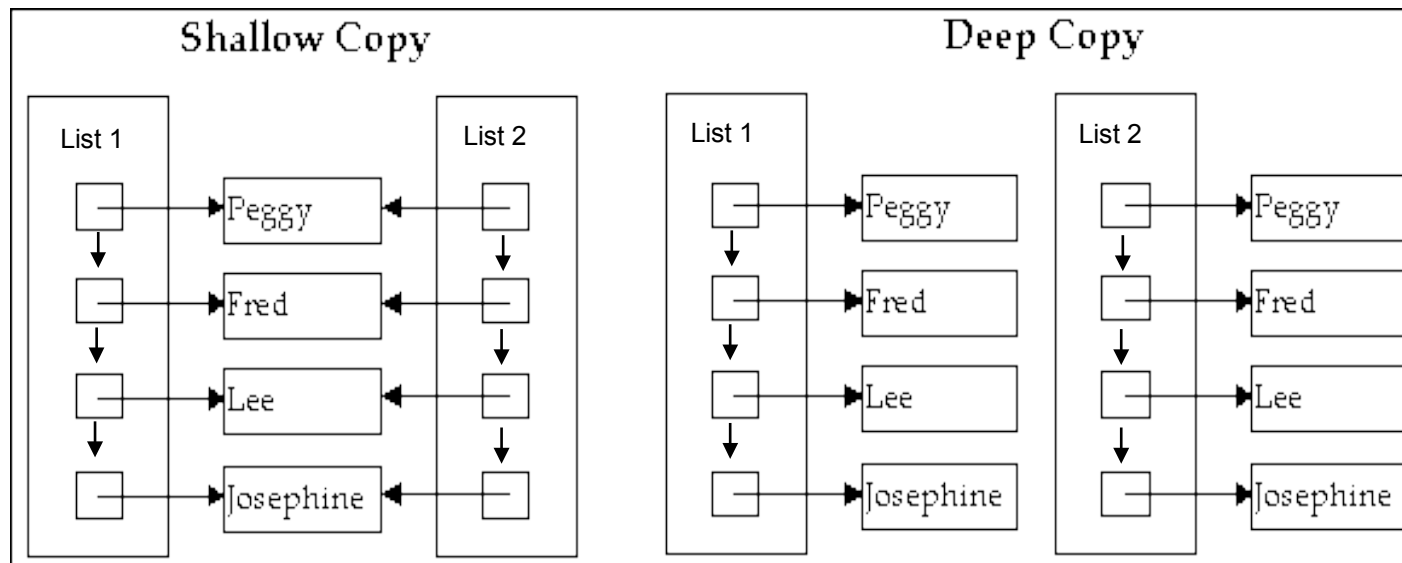 Shallow Copy
List 1
List 2
Peggy
Fred
Lee
Josephine
Deep Copy
List 1
Peggy
Fred
Lee
Josephine
List 2
Peggy
Fred
Lee
Josephine